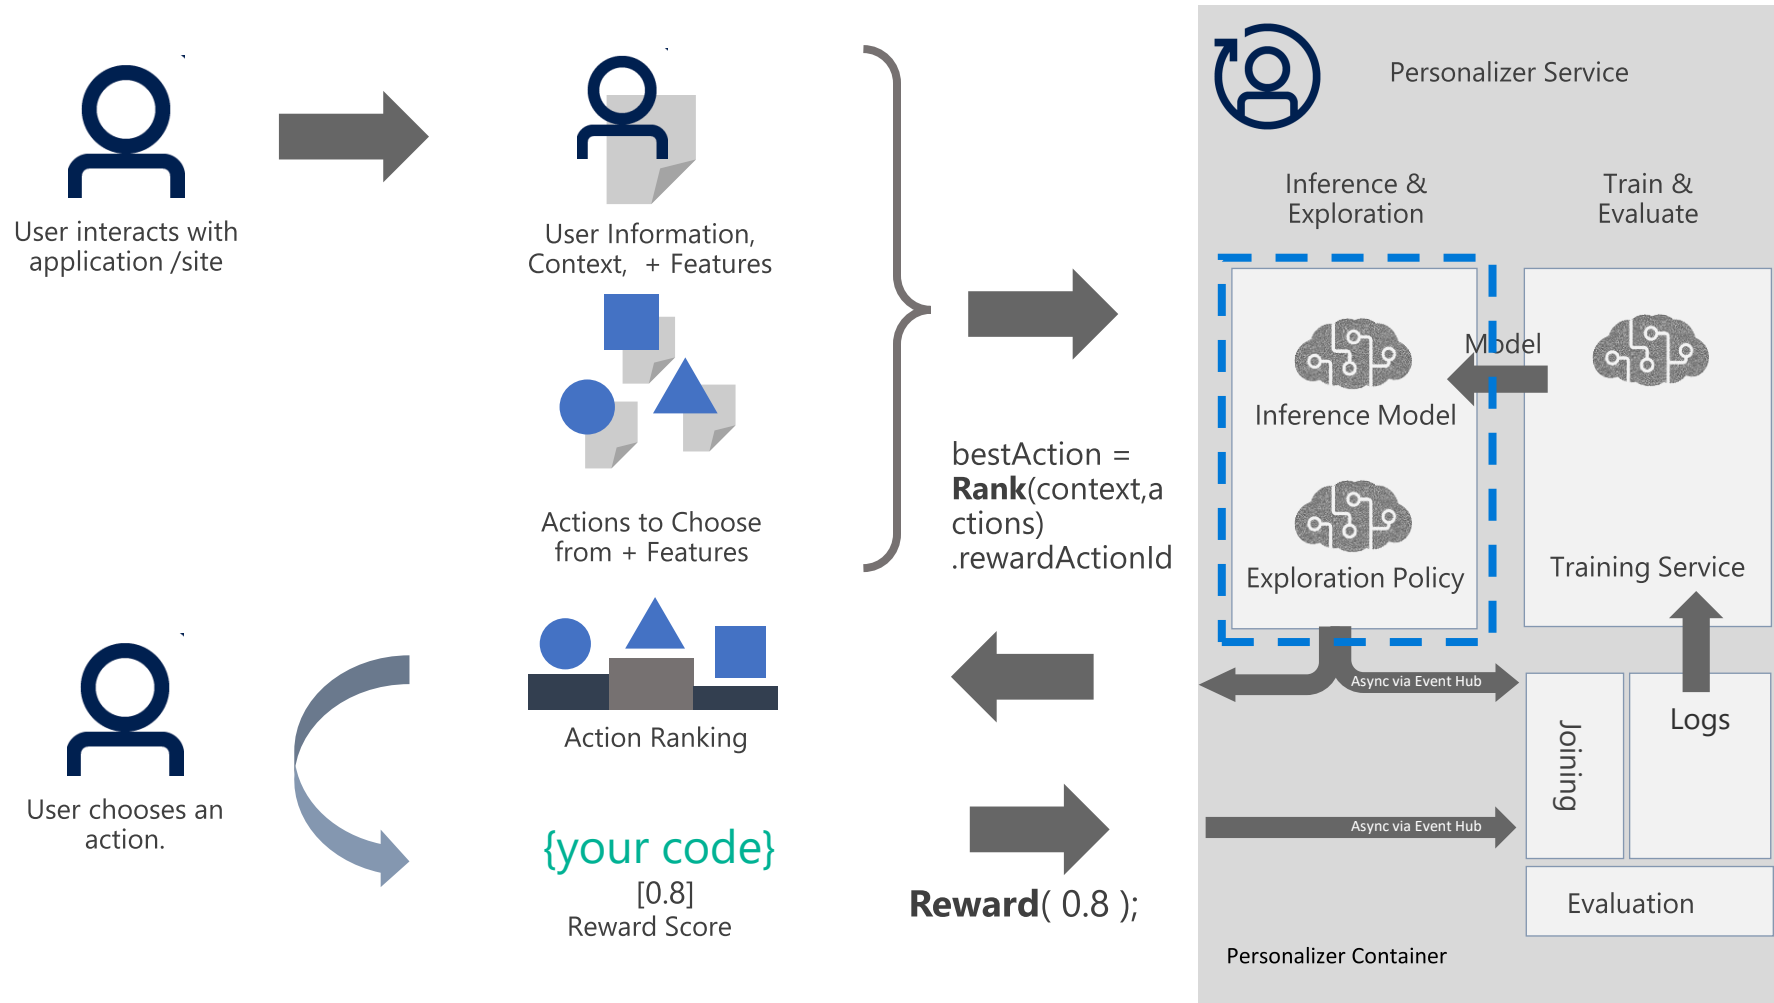 User interacts with
application /site
User Information,
Context,  + Features
Actions to Choose
from + Features
bestAction =
Rank(context,a
ctions)
.rewardActionId
Action Ranking
User chooses an
action.
{your code}
[0.8]
Reward Score
Reward( 0.8 );
Personalizer Service
Inference &
Exploration
Train &
Evaluate
Model
Inference Model
Exploration Policy
Training Service
Async via Event Hub
Joining
Logs
Async via Event Hub
Evaluation
Personalizer Container